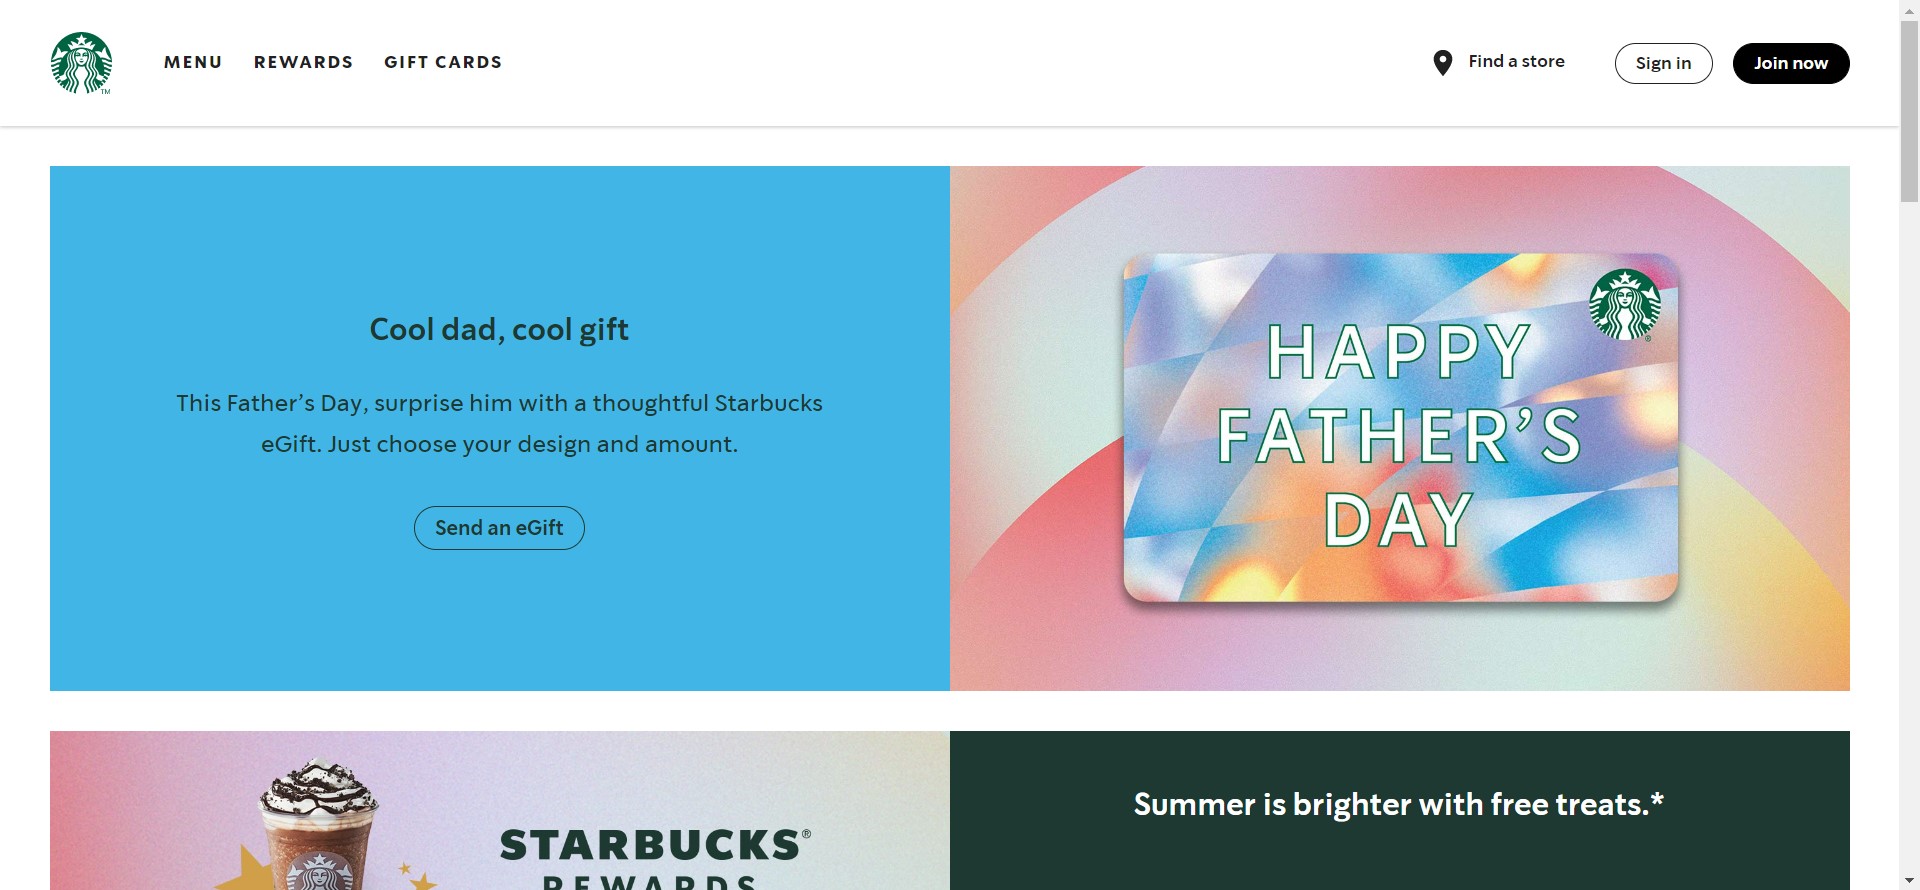 MENU
REWARDS
GIFT CARDS
Find a store
Sign in
Join now
TM
Cool dad, cool gift
This Father’s Day, surprise him with a thoughtful Starbucks
eGift. Just choose your design and amount.
Send an eGift
HAPPY
FATHER’S
DAY
®
STARBUCKS®
REWARDS
Summer is brighter with free treats.*